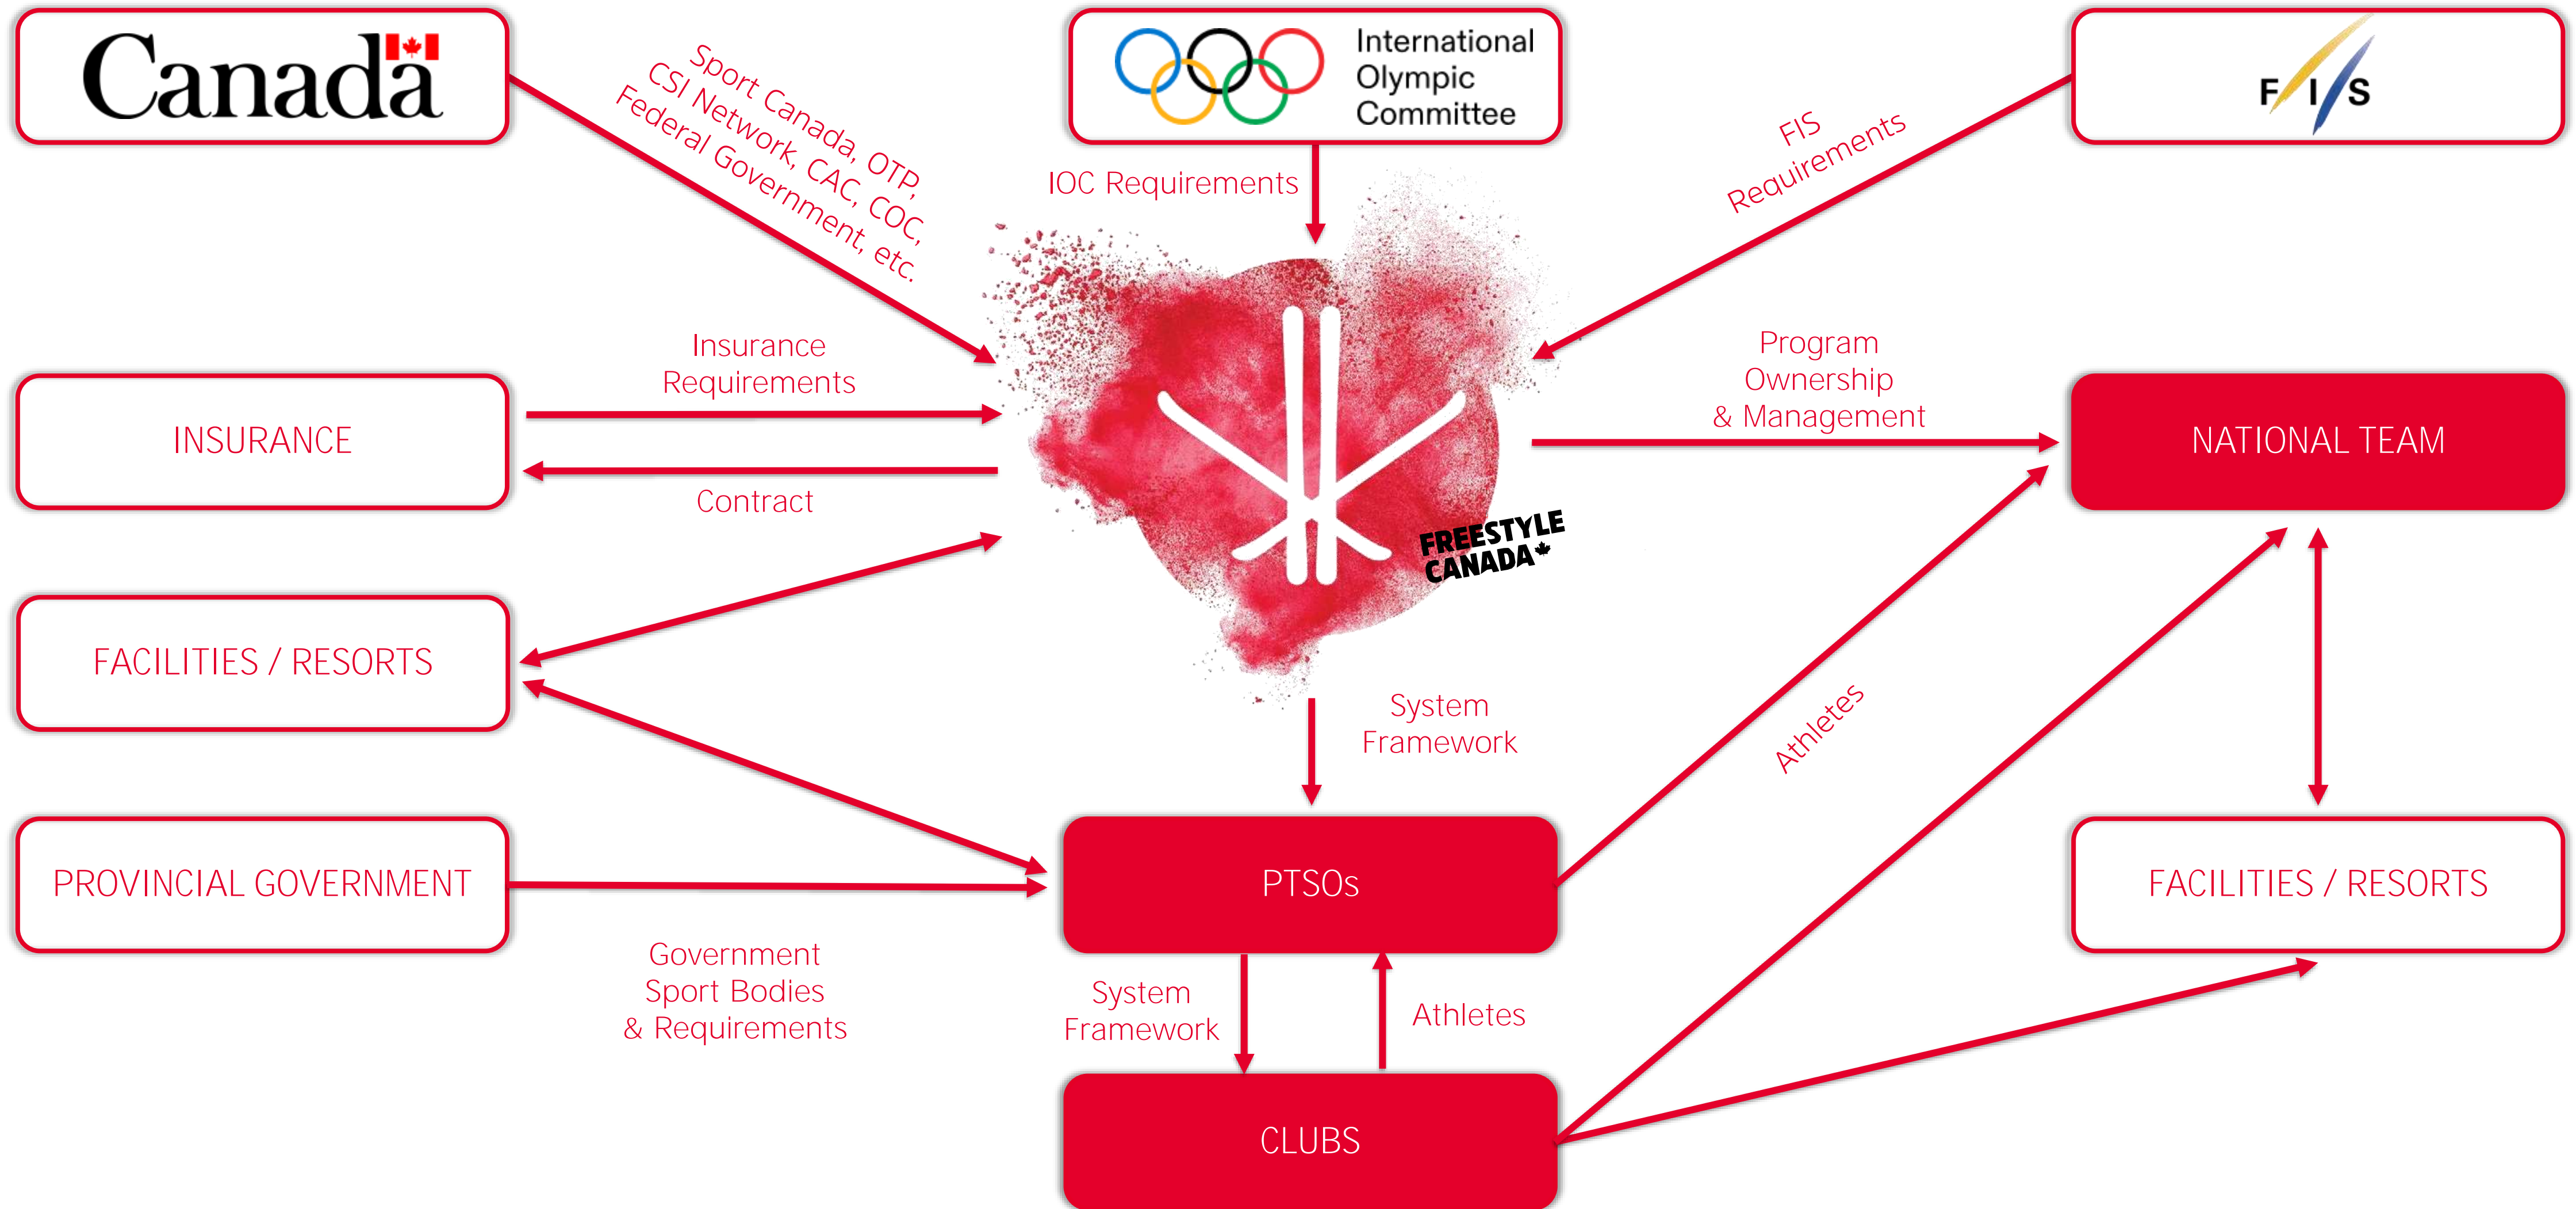 Canada
Sport Canada, OTP,
CSI Network, CAC, COC,
Federal Government, etc.
International
Olympic
Committee
IOC Requirements
FIS
FIS
Requirements
Insurance
Requirements
INSURANCE
Contract
Program
Ownership
& Management
NATIONAL TEAM
FREESTYLE
CANADA
FACILITIES / RESORTS
System
Framework
Athletes
PROVINCIAL GOVERNMENT
Government
Sport Bodies
& Requirements
PTSOs
FACILITIES / RESORTS
System
Framework
Athletes
CLUBS